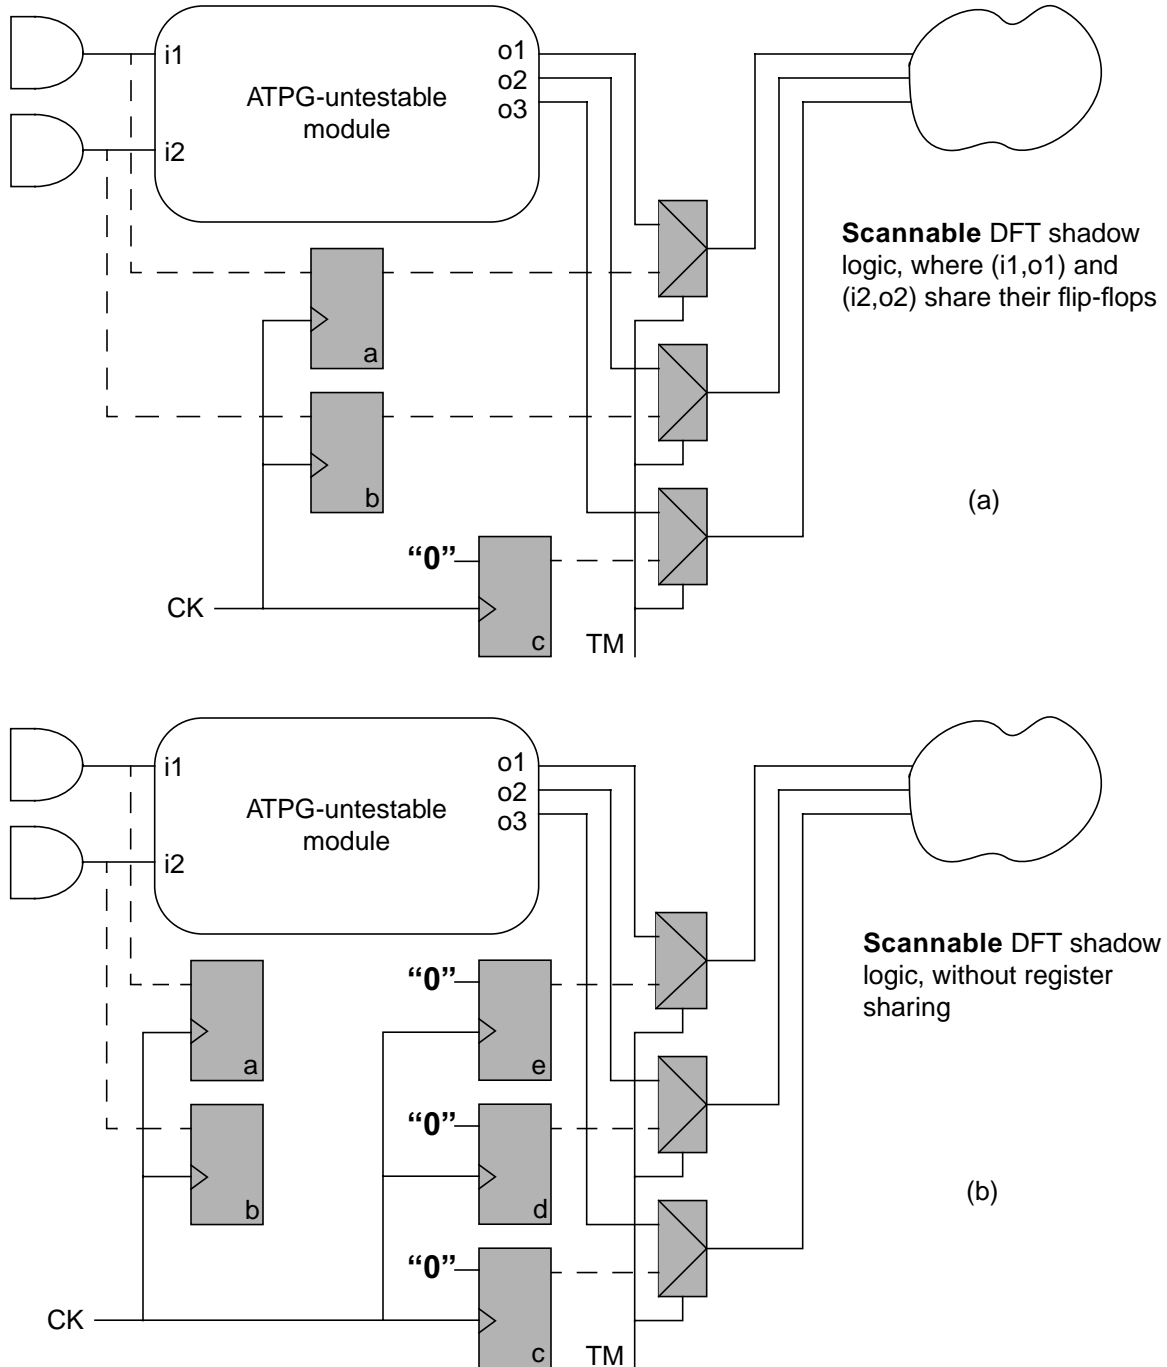 i1
o1
o2
o3
ATPG-untestable
module
i2
Scannable DFT shadow
logic, where (i1,o1) and
(i2,o2) share their flip-flops
a
b
(a)
“0”
CK
c
TM
i1
o1
o2
o3
ATPG-untestable
module
i2
Scannable DFT shadow
logic, without register
sharing
“0”
a
e
“0”
b
d
(b)
“0”
CK
c
TM